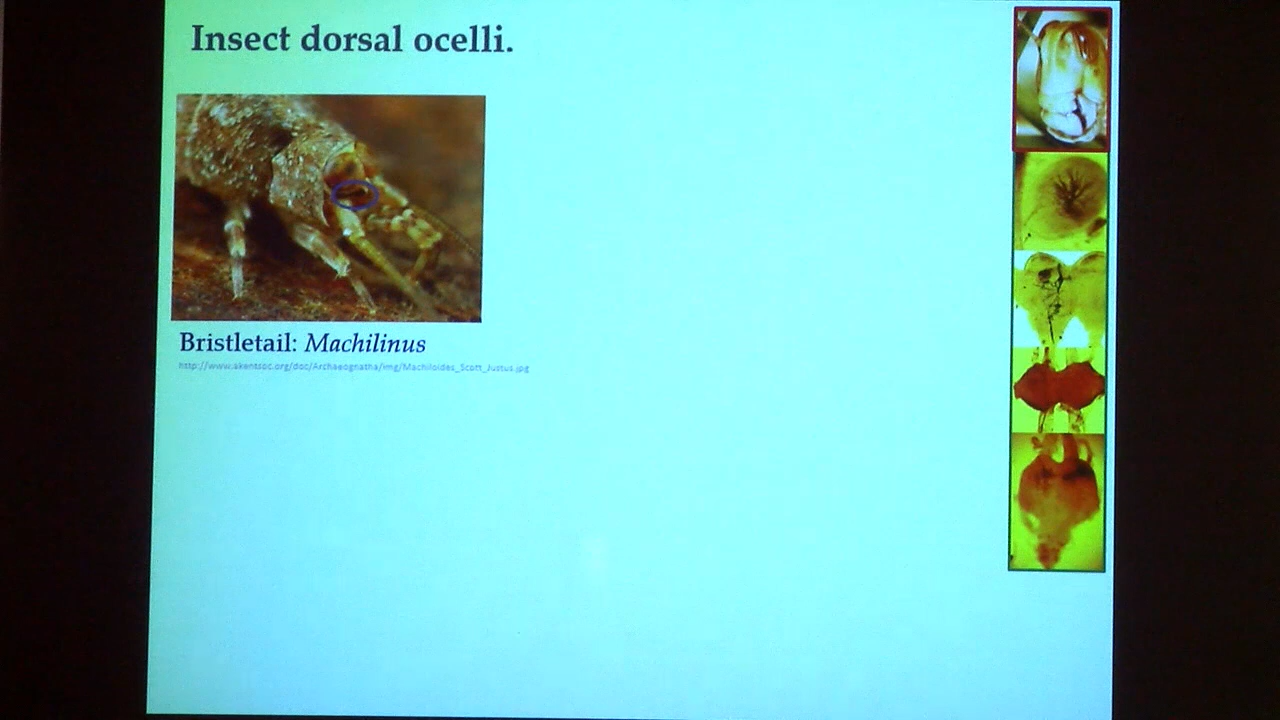 Insect dorsal ocelli.
Bristletail: Machilinus
http://www.akentsoc.org/doc/Archaeognatha/img/Machiloides_Scott_Justus.jpg